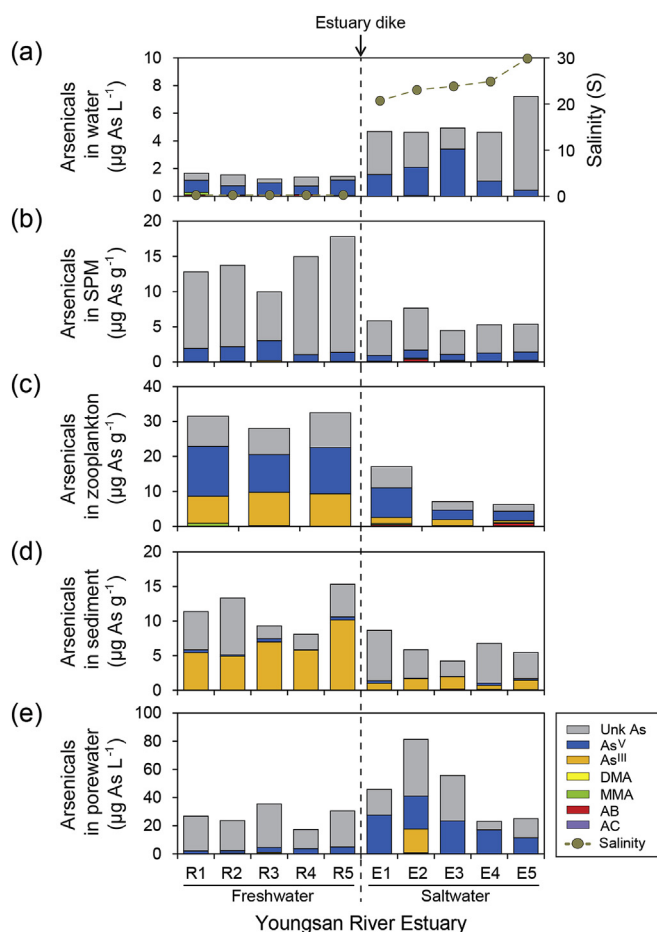 Estuary dike
(a)
Arsenicals
in water
(µg As L⁻¹)
10
8
6
4
2
0
30
20
10
0
Salinity (S)
(b)
Arsenicals
in SPM
(µg As g⁻¹)
20
15
10
5
0
(c)
Arsenicals
in zooplankton
(µg As g⁻¹)
40
30
20
10
0
(d)
Arsenicals
in sediment
(µg As g⁻¹)
20
15
10
5
0
(e)
Arsenicals
in porewater
(µg As L⁻¹)
100
80
60
40
20
0
R1 R2 R3 R4 R5 E1 E2 E3 E4 E5
Freshwater Saltwater
Youngsan River Estuary
Unk As
Asⱽ
Asᴵᴵᴵ
DMA
MMA
AB
AC
Salinity